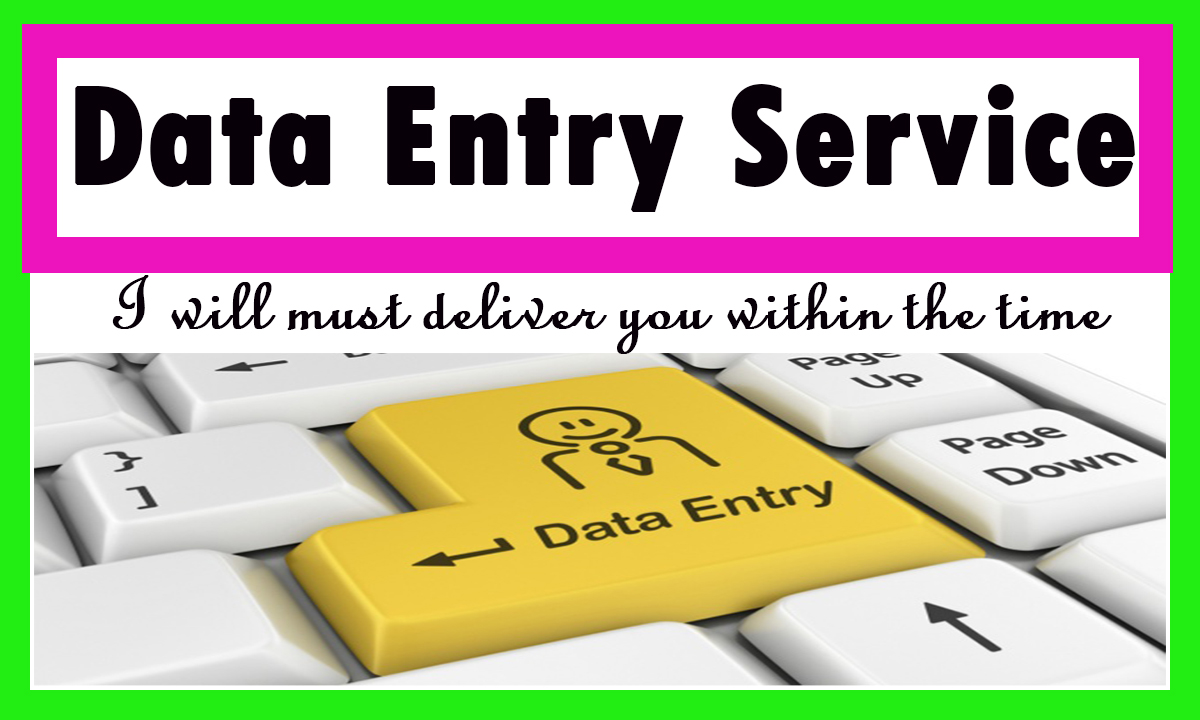 Data Entry Service
I will must deliver you within the time
Page
Up
}
]
Page
Down
Data Entry